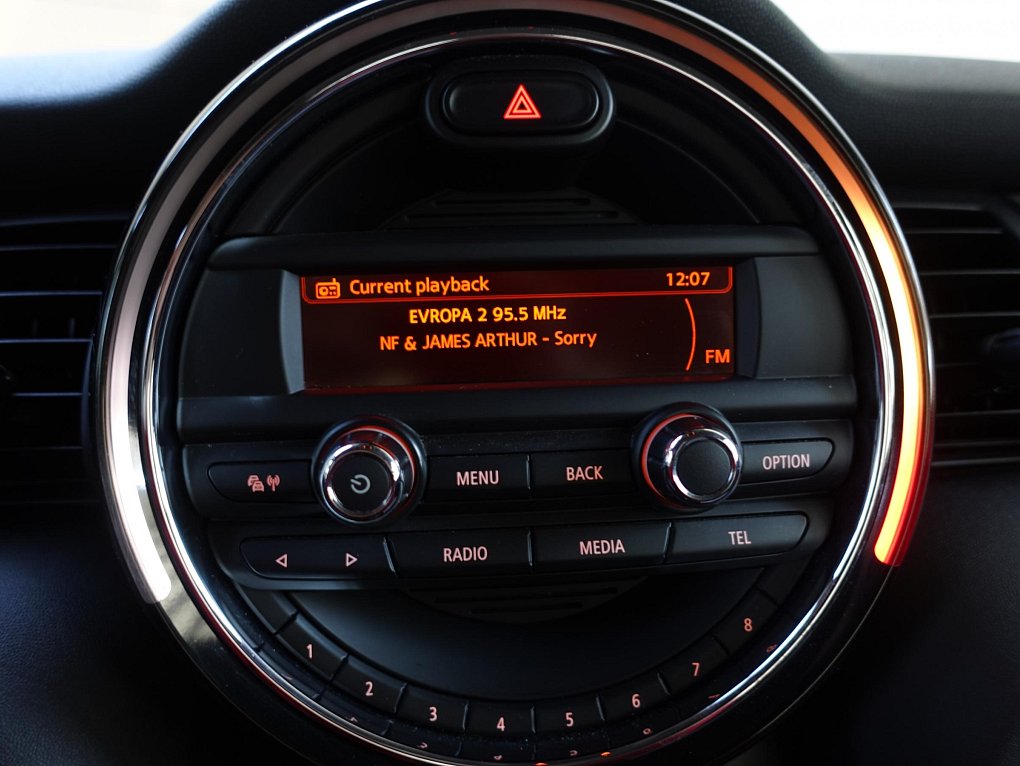 Current playback 12:07
EVROPA 2 95.5 MHz
NF & JAMES ARTHUR - Sorry
FM
MENU BACK OPTION
RADIO MEDIA TEL
1 2 3 4 5 6 7 8